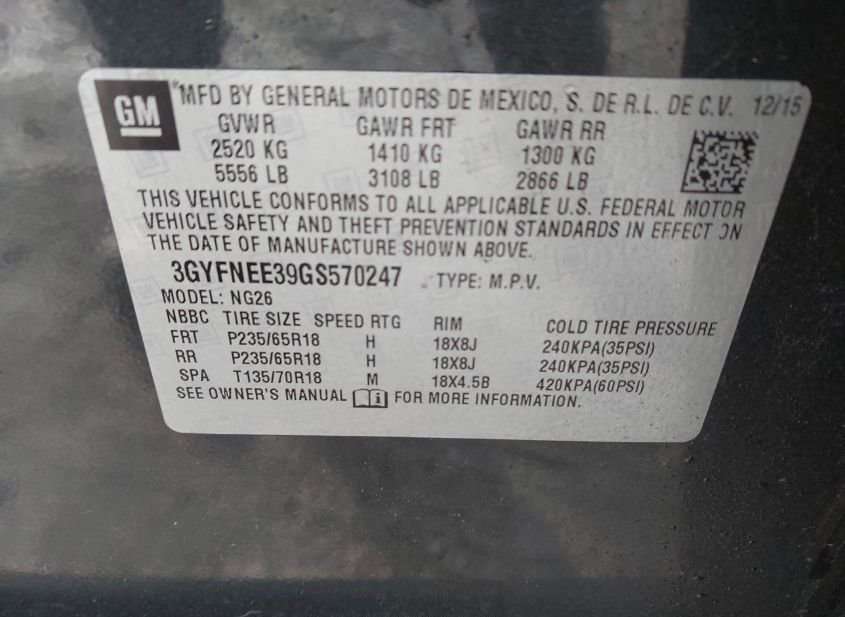 GM
MFD BY GENERAL MOTORS DE MEXICO, S. DE R.L. DE C.V. 12/15
GVWR GAWR FRT GAWR RR
2520 KG 1410 KG 1300 KG
5556 LB 3108 LB 2866 LB
THIS VEHICLE CONFORMS TO ALL APPLICABLE U.S. FEDERAL MOTOR
VEHICLE SAFETY AND THEFT PREVENTION STANDARDS IN EFFECT ON
THE DATE OF MANUFACTURE SHOWN ABOVE.
3GYFNEE39GS570247 TYPE: M.P.V.
MODEL: NG26
NBBC TIRE SIZE SPEED RTG RIM COLD TIRE PRESSURE
FRT P235/65R18 H 18X8J 240KPA(35PSI)
RR P235/65R18 H 18X8J 240KPA(35PSI)
SPA T135/70R18 M 18X4.5B 420KPA(60PSI)
SEE OWNER'S MANUAL i FOR MORE INFORMATION.